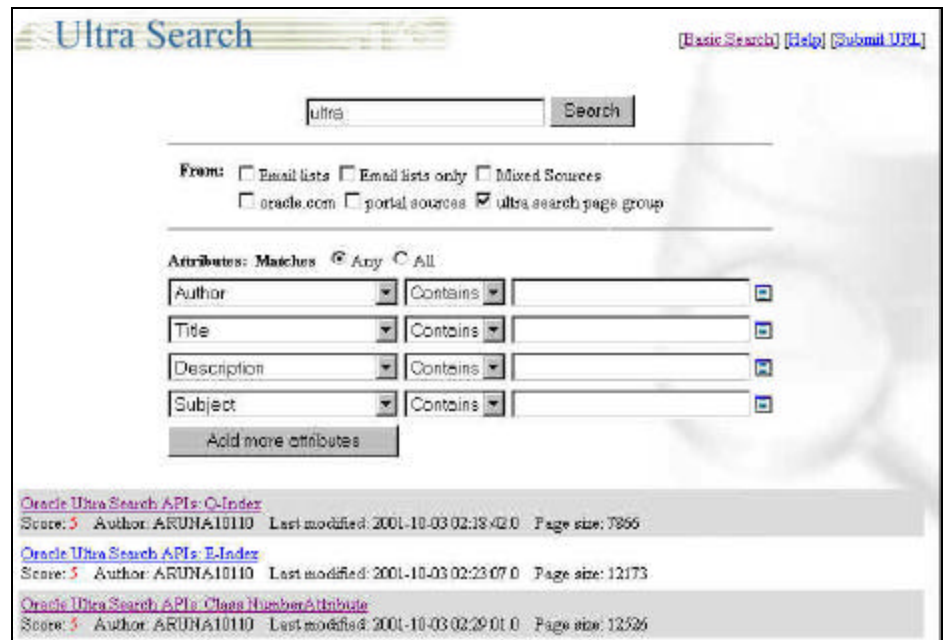 Ultra Search
[Basic Search] [Help] [Submit URL]
ultra Search
From: Email lists Email lists only Mixed Sources
oracle.com portal sources ultra search page group
Attributes: Matches Any All
Author Contains
Title Contains
Description Contains
Subject Contains
Add more attributes
Oracle Ultra Search APIs: Q-Index
Score: 5 Author: ARUNA10110 Last modified: 2001-10-03 02:18:42.0 Page size: 7866
Oracle Ultra Search APIs: E-Index
Score: 5 Author: ARUNA10110 Last modified: 2001-10-03 02:23:07.0 Page size: 12173
Oracle Ultra Search APIs: Class NumberAttribute
Score: 5 Author: ARUNA10110 Last modified: 2001-10-03 02:29:01.0 Page size: 12526